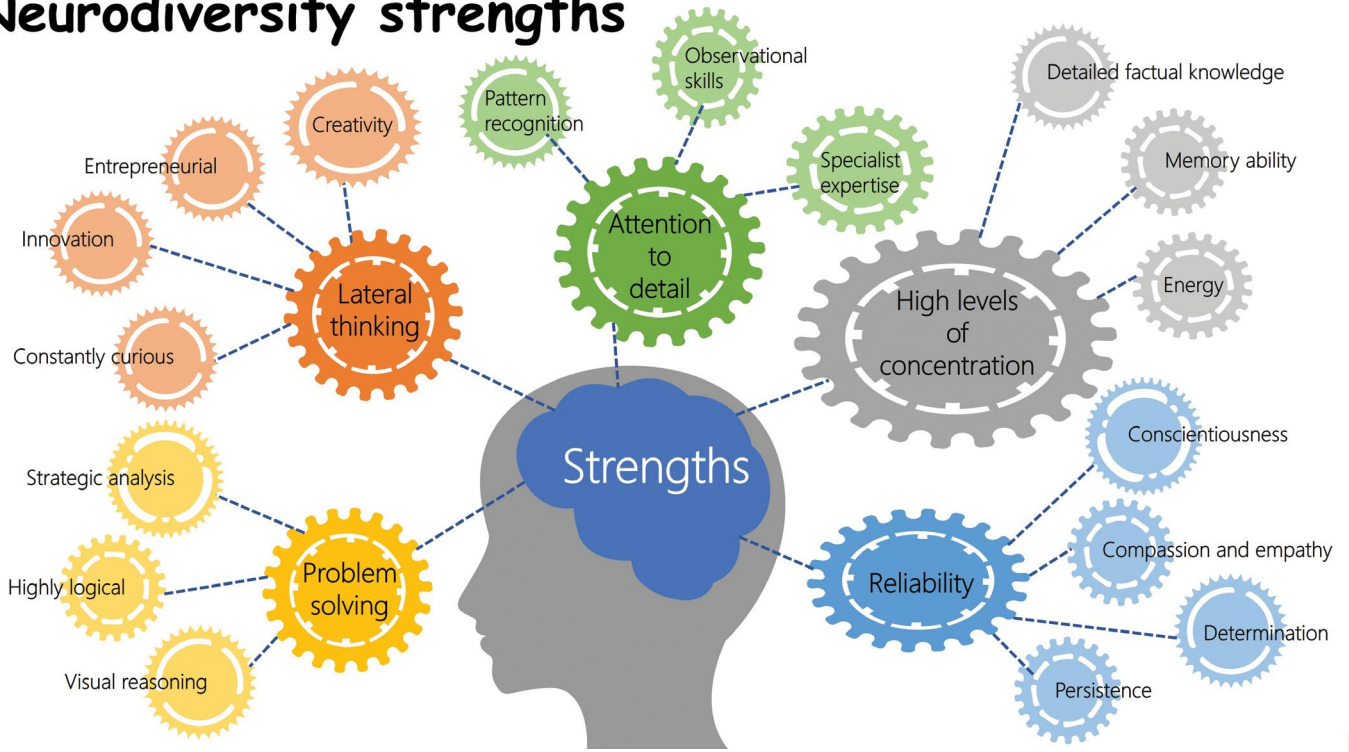 Neurodiversity strengths
Creativity
Entrepreneurial
Innovation
Constantly curious
Lateral
thinking
Pattern
recognition
Observational
skills
Specialist
expertise
Attention
to
detail
Detailed factual knowledge
Memory ability
Energy
High levels
of
concentration
Strengths
Strategic analysis
Highly logical
Visual reasoning
Problem
solving
Reliability
Conscientiousness
Compassion and empathy
Determination
Persistence